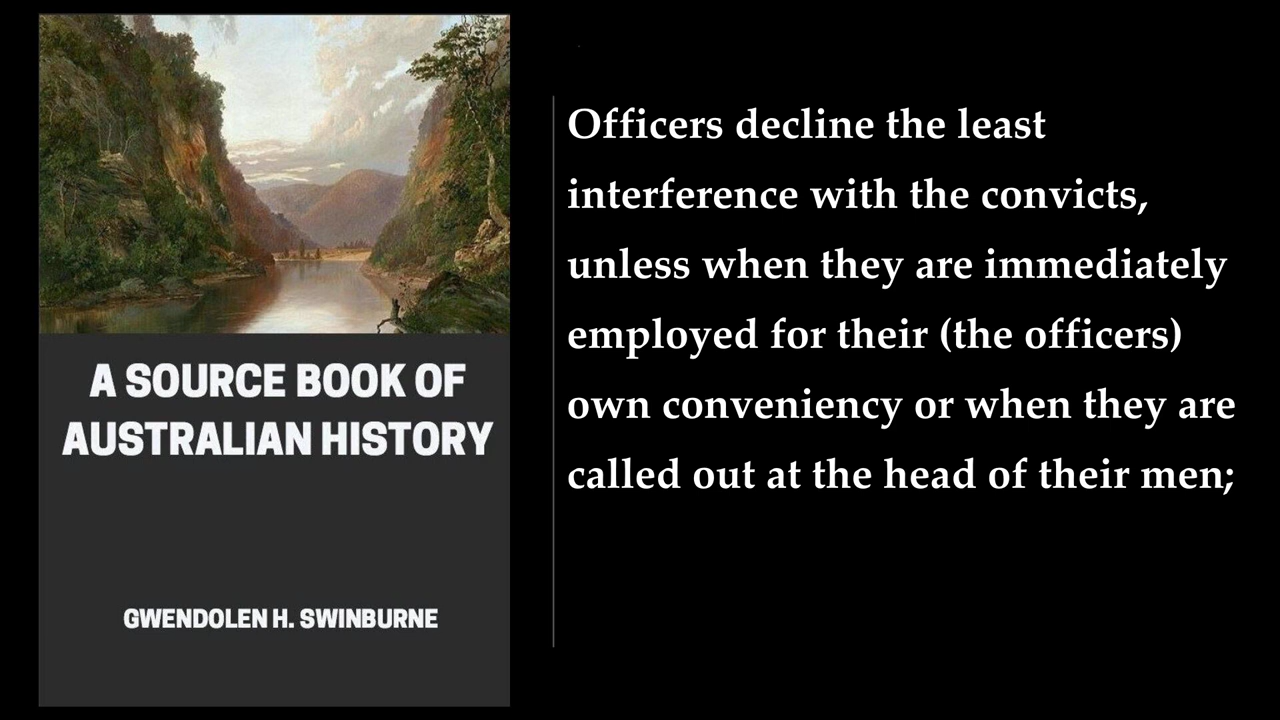 A SOURCE BOOK OF
AUSTRALIAN HISTORY
GWENDOLEN H. SWINBURNE
Officers decline the least
interference with the convicts,
unless when they are immediately
employed for their (the officers)
own conveniency or when they are
called out at the head of their men;